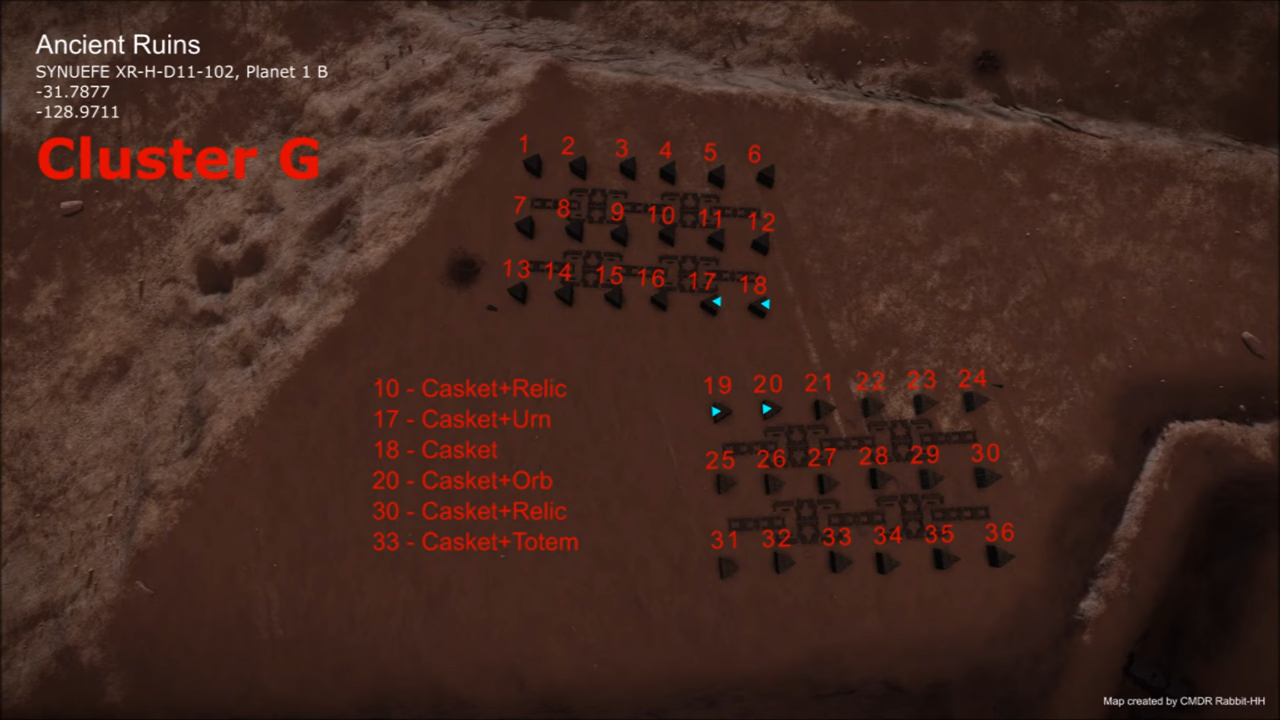 Ancient Ruins
SYNUEFE XR-H-D11-102, Planet 1 B
-31.7877
-128.9711
Cluster G
1 2 3 4 5 6
7 8 9 10 11 12
13 14 15 16 17 18
10 - Casket+Relic
17 - Casket+Urn
18 - Casket
20 - Casket+Orb
30 - Casket+Relic
33 - Casket+Totem
19 20 21 22 23 24
25 26 27 28 29 30
31 32 33 34 35 36
Map created by CMDR Rabbit-HH